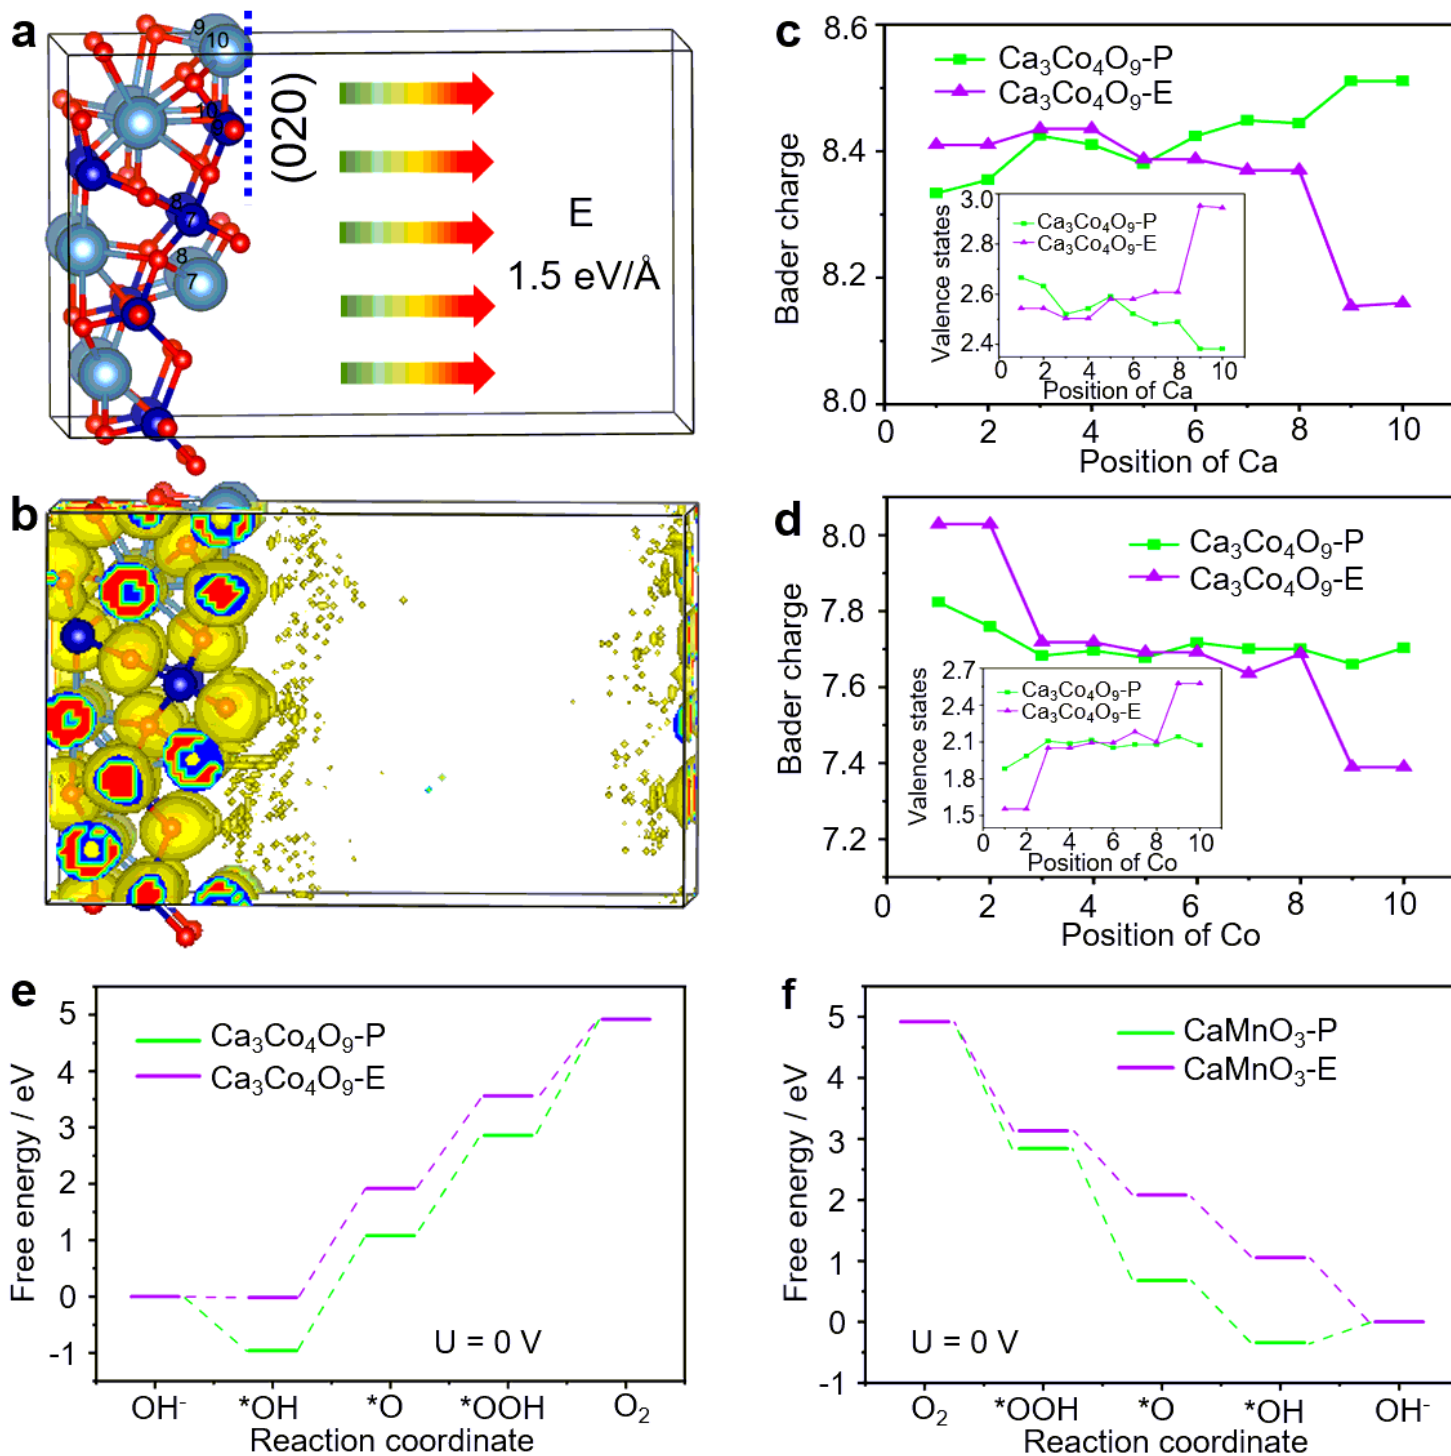 a
9
10
10
9
8
7
8
7
(020)
E
1.5 eV/Å
b
c
8.6
8.4
8.2
8.0
Bader charge
Ca₃Co₄O₉-P
Ca₃Co₄O₉-E
3.0
2.8
2.6
2.4
Valence states
Ca₃Co₄O₉-P
Ca₃Co₄O₉-E
0 2 4 6 8 10
Position of Ca
0 2 4 6 8 10
Position of Ca
d
8.0
7.8
7.6
7.4
7.2
Bader charge
Ca₃Co₄O₉-P
Ca₃Co₄O₉-E
2.7
2.4
2.1
1.8
1.5
Valence states
Ca₃Co₄O₉-P
Ca₃Co₄O₉-E
0 2 4 6 8 10
Position of Co
0 2 4 6 8 10
Position of Co
e
5
4
3
2
1
0
-1
Free energy / eV
Ca₃Co₄O₉-P
Ca₃Co₄O₉-E
U = 0 V
OH⁻ *OH *O *OOH O₂
Reaction coordinate
f
5
4
3
2
1
0
-1
Free energy / eV
CaMnO₃-P
CaMnO₃-E
U = 0 V
O₂ *OOH *O *OH OH⁻
Reaction coordinate